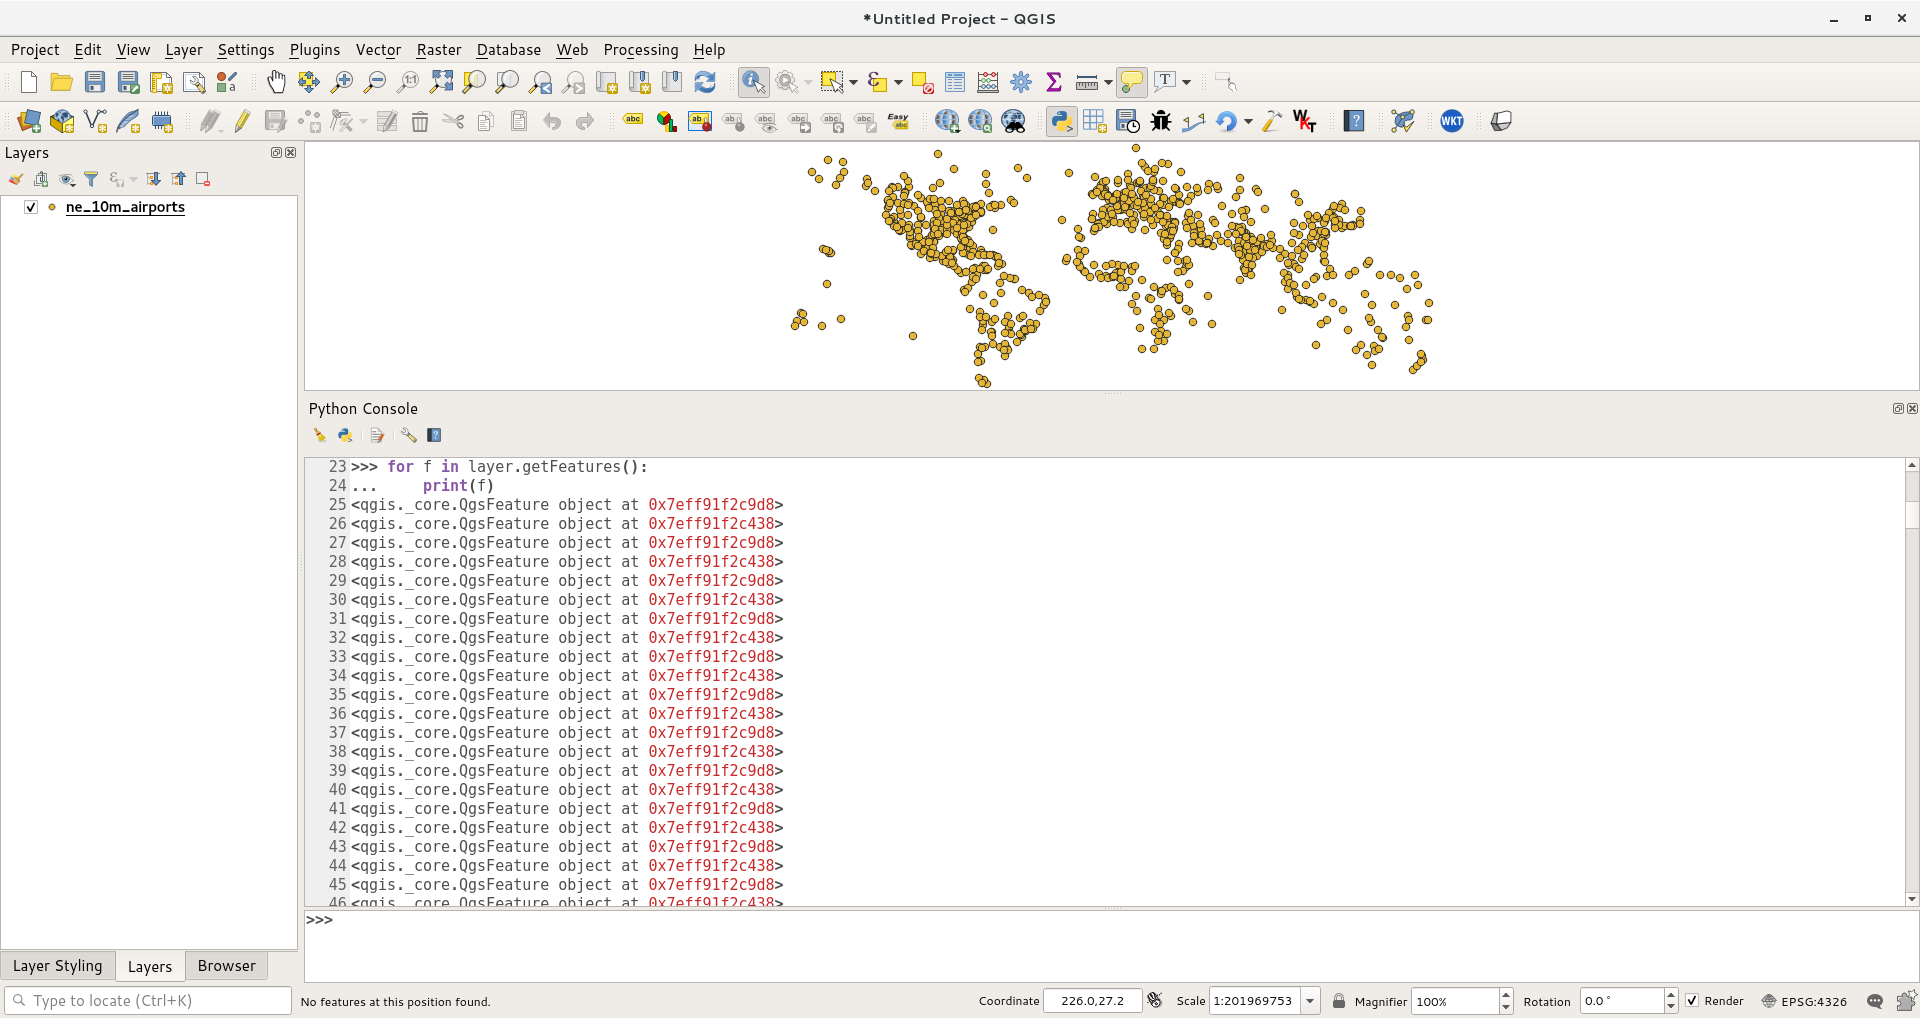 *Untitled Project – QGIS
Project Edit View Layer Settings Plugins Vector Raster Database Web Processing Help
Layers
ne_10m_airports
Python Console
23 >>> for f in layer.getFeatures():
24 ...     print(f)
25 <qgis._core.QgsFeature object at 0x7eff91f2c9d8>
26 <qgis._core.QgsFeature object at 0x7eff91f2c438>
27 <qgis._core.QgsFeature object at 0x7eff91f2c9d8>
28 <qgis._core.QgsFeature object at 0x7eff91f2c438>
29 <qgis._core.QgsFeature object at 0x7eff91f2c9d8>
30 <qgis._core.QgsFeature object at 0x7eff91f2c438>
31 <qgis._core.QgsFeature object at 0x7eff91f2c9d8>
32 <qgis._core.QgsFeature object at 0x7eff91f2c438>
33 <qgis._core.QgsFeature object at 0x7eff91f2c9d8>
34 <qgis._core.QgsFeature object at 0x7eff91f2c438>
35 <qgis._core.QgsFeature object at 0x7eff91f2c9d8>
36 <qgis._core.QgsFeature object at 0x7eff91f2c438>
37 <qgis._core.QgsFeature object at 0x7eff91f2c9d8>
38 <qgis._core.QgsFeature object at 0x7eff91f2c438>
39 <qgis._core.QgsFeature object at 0x7eff91f2c9d8>
40 <qgis._core.QgsFeature object at 0x7eff91f2c438>
41 <qgis._core.QgsFeature object at 0x7eff91f2c9d8>
42 <qgis._core.QgsFeature object at 0x7eff91f2c438>
43 <qgis._core.QgsFeature object at 0x7eff91f2c9d8>
44 <qgis._core.QgsFeature object at 0x7eff91f2c438>
45 <qgis._core.QgsFeature object at 0x7eff91f2c9d8>
46 <qgis._core.QgsFeature object at 0x7eff91f2c438>
>>>
Layer Styling Layers Browser
Type to locate (Ctrl+K) No features at this position found. Coordinate 226.0,27.2 Scale 1:201969753 Magnifier 100% Rotation 0.0 ° Render EPSG:4326